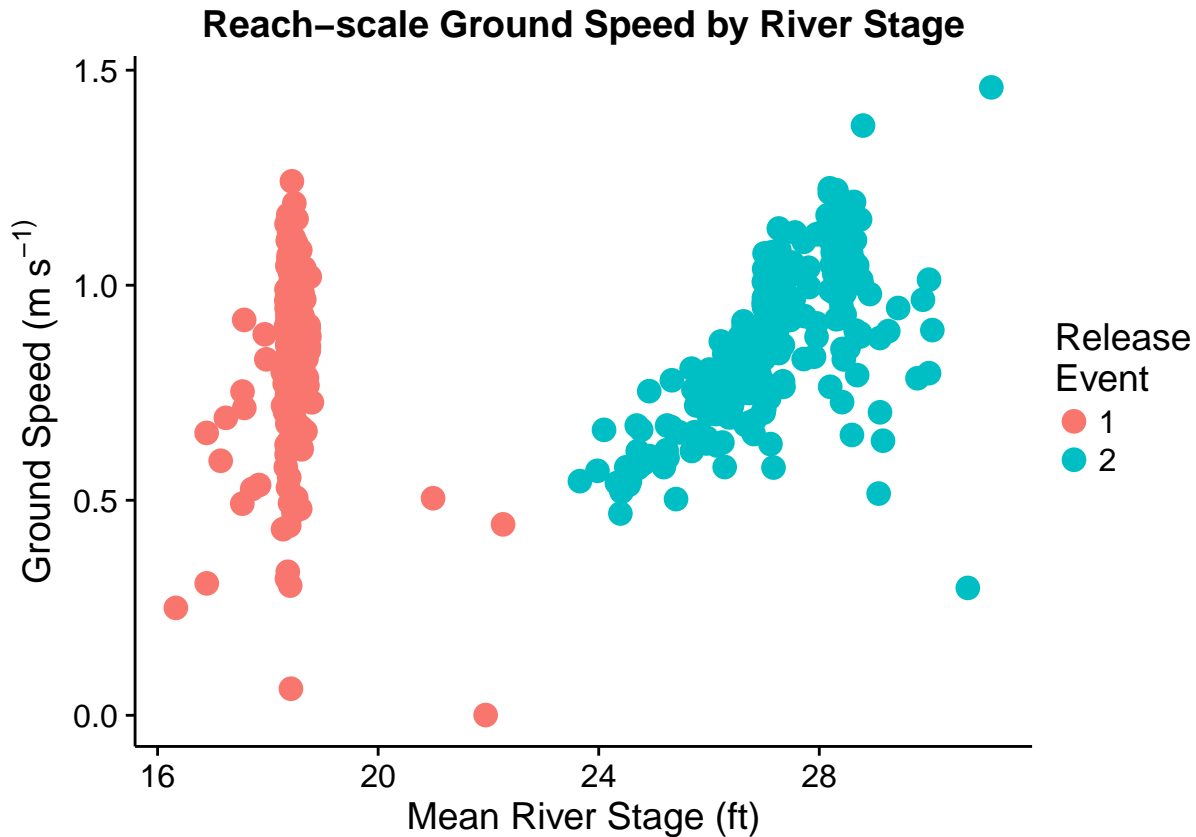 Reach−scale Ground Speed by River Stage
1.5
1.0
0.5
0.0
Ground Speed (m s⁻¹)
16 20 24 28
Mean River Stage (ft)
Release
Event
1
2